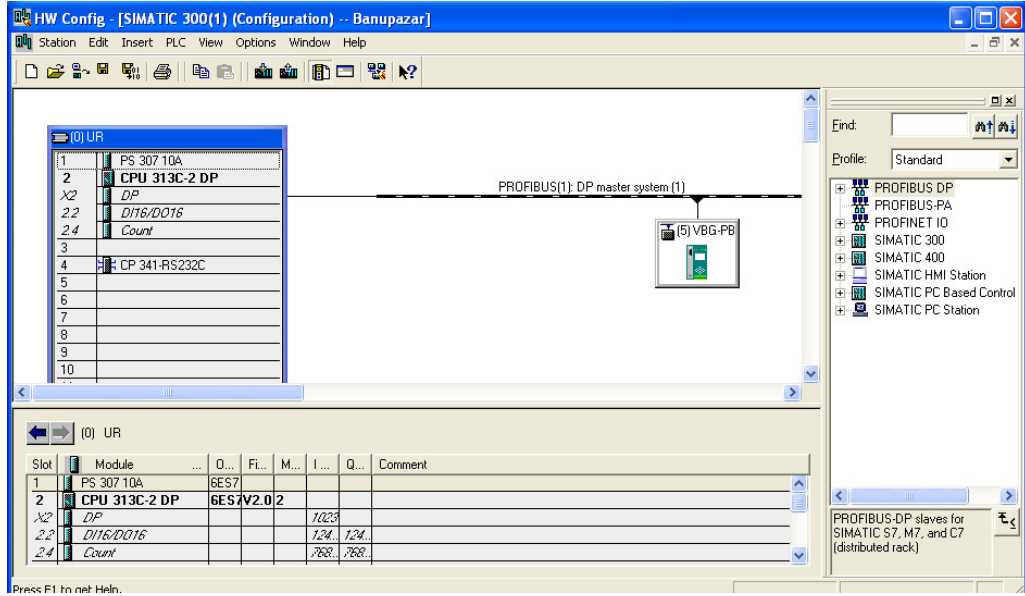 HW Config - [SIMATIC 300(1) (Configuration) -- Banupazar]
Station Edit Insert PLC View Options Window Help
(0) UR
1 PS 307 10A
2 CPU 313C-2 DP
X2 DP
2.2 DI16/DO16
2.4 Count
3
4 CP 341-RS232C
5
6
7
8
9
10
PROFIBUS(1): DP master system (1)
(5) VBG-PB
Find:
Profile: Standard
PROFIBUS DP
PROFIBUS-PA
PROFINET IO
SIMATIC 300
SIMATIC 400
SIMATIC HMI Station
SIMATIC PC Based Control
SIMATIC PC Station
PROFIBUS-DP slaves for
SIMATIC S7, M7, and C7
(distributed rack)
(0) UR
Slot Module ... O... Fi... M... I ... Q... Comment
1 PS 307 10A 6ES7
2 CPU 313C-2 DP 6ES7 V2.0 2
X2 DP 1023
2.2 DI16/DO16 124... 124...
2.4 Count 768... 768...
Press F1 to get Help.